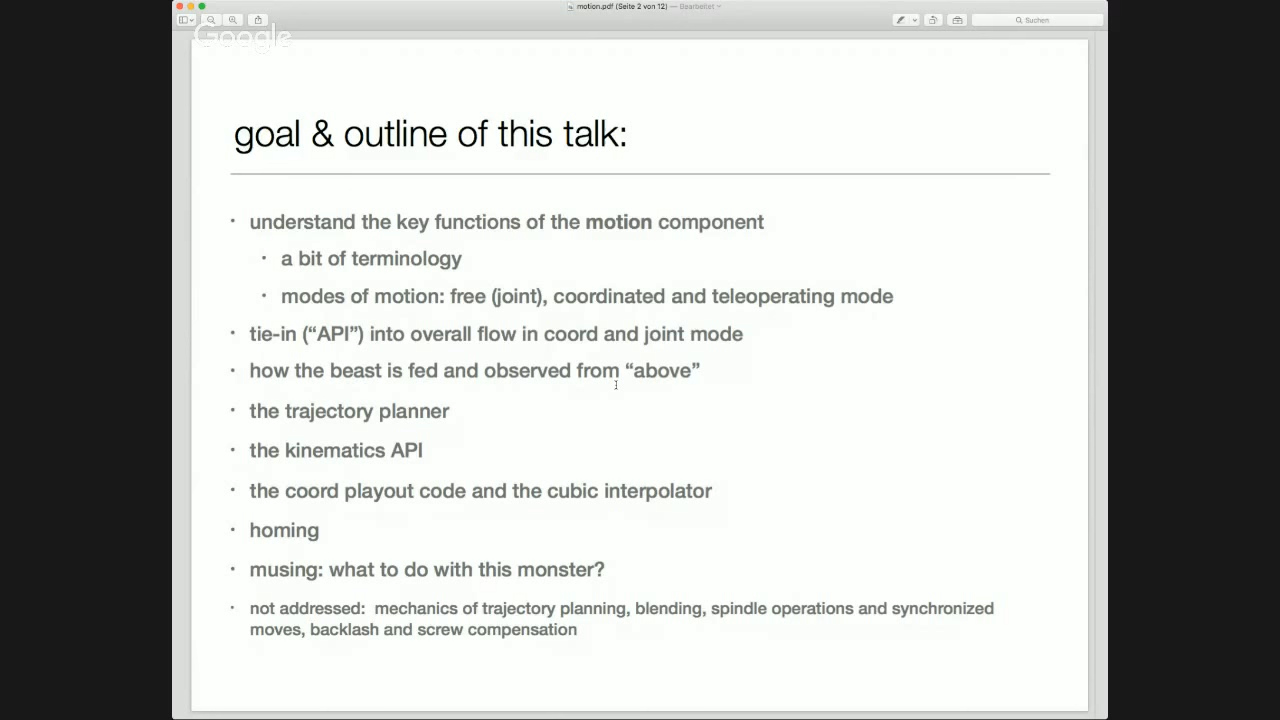 motion.pdf (Seite 2 von 12) — Bearbeitet
Suchen
Google
goal & outline of this talk:
• understand the key functions of the motion component
• a bit of terminology
• modes of motion: free (joint), coordinated and teleoperating mode
• tie-in (“API”) into overall flow in coord and joint mode
• how the beast is fed and observed from “above”
• the trajectory planner
• the kinematics API
• the coord playout code and the cubic interpolator
• homing
• musing: what to do with this monster?
• not addressed: mechanics of trajectory planning, blending, spindle operations and synchronized
moves, backlash and screw compensation